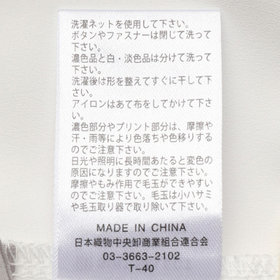 洗濯ネットを使用して下さい。
ボタンやファスナーは閉じて洗って
下さい。
濃色品と白・淡色品は分けて洗って
下さい。
洗濯後は形を整えてすぐに干して下
さい。
アイロンはあて布をしてかけて下
さい。
濃色部分やプリント部分は、摩擦や
汗・雨等により色落ちや色移りする
のでご注意下さい。
日光や照明に長時間あたると変色の
原因になりますのでご注意下さい。
摩擦やもみ作用で毛玉ができやすい
のでご注意下さい。毛玉は小ハサミ
や毛玉取り器で取り除いて下さい。
MADE IN CHINA
日本織物中央卸商業組合連合会
03-3663-2102
T-40